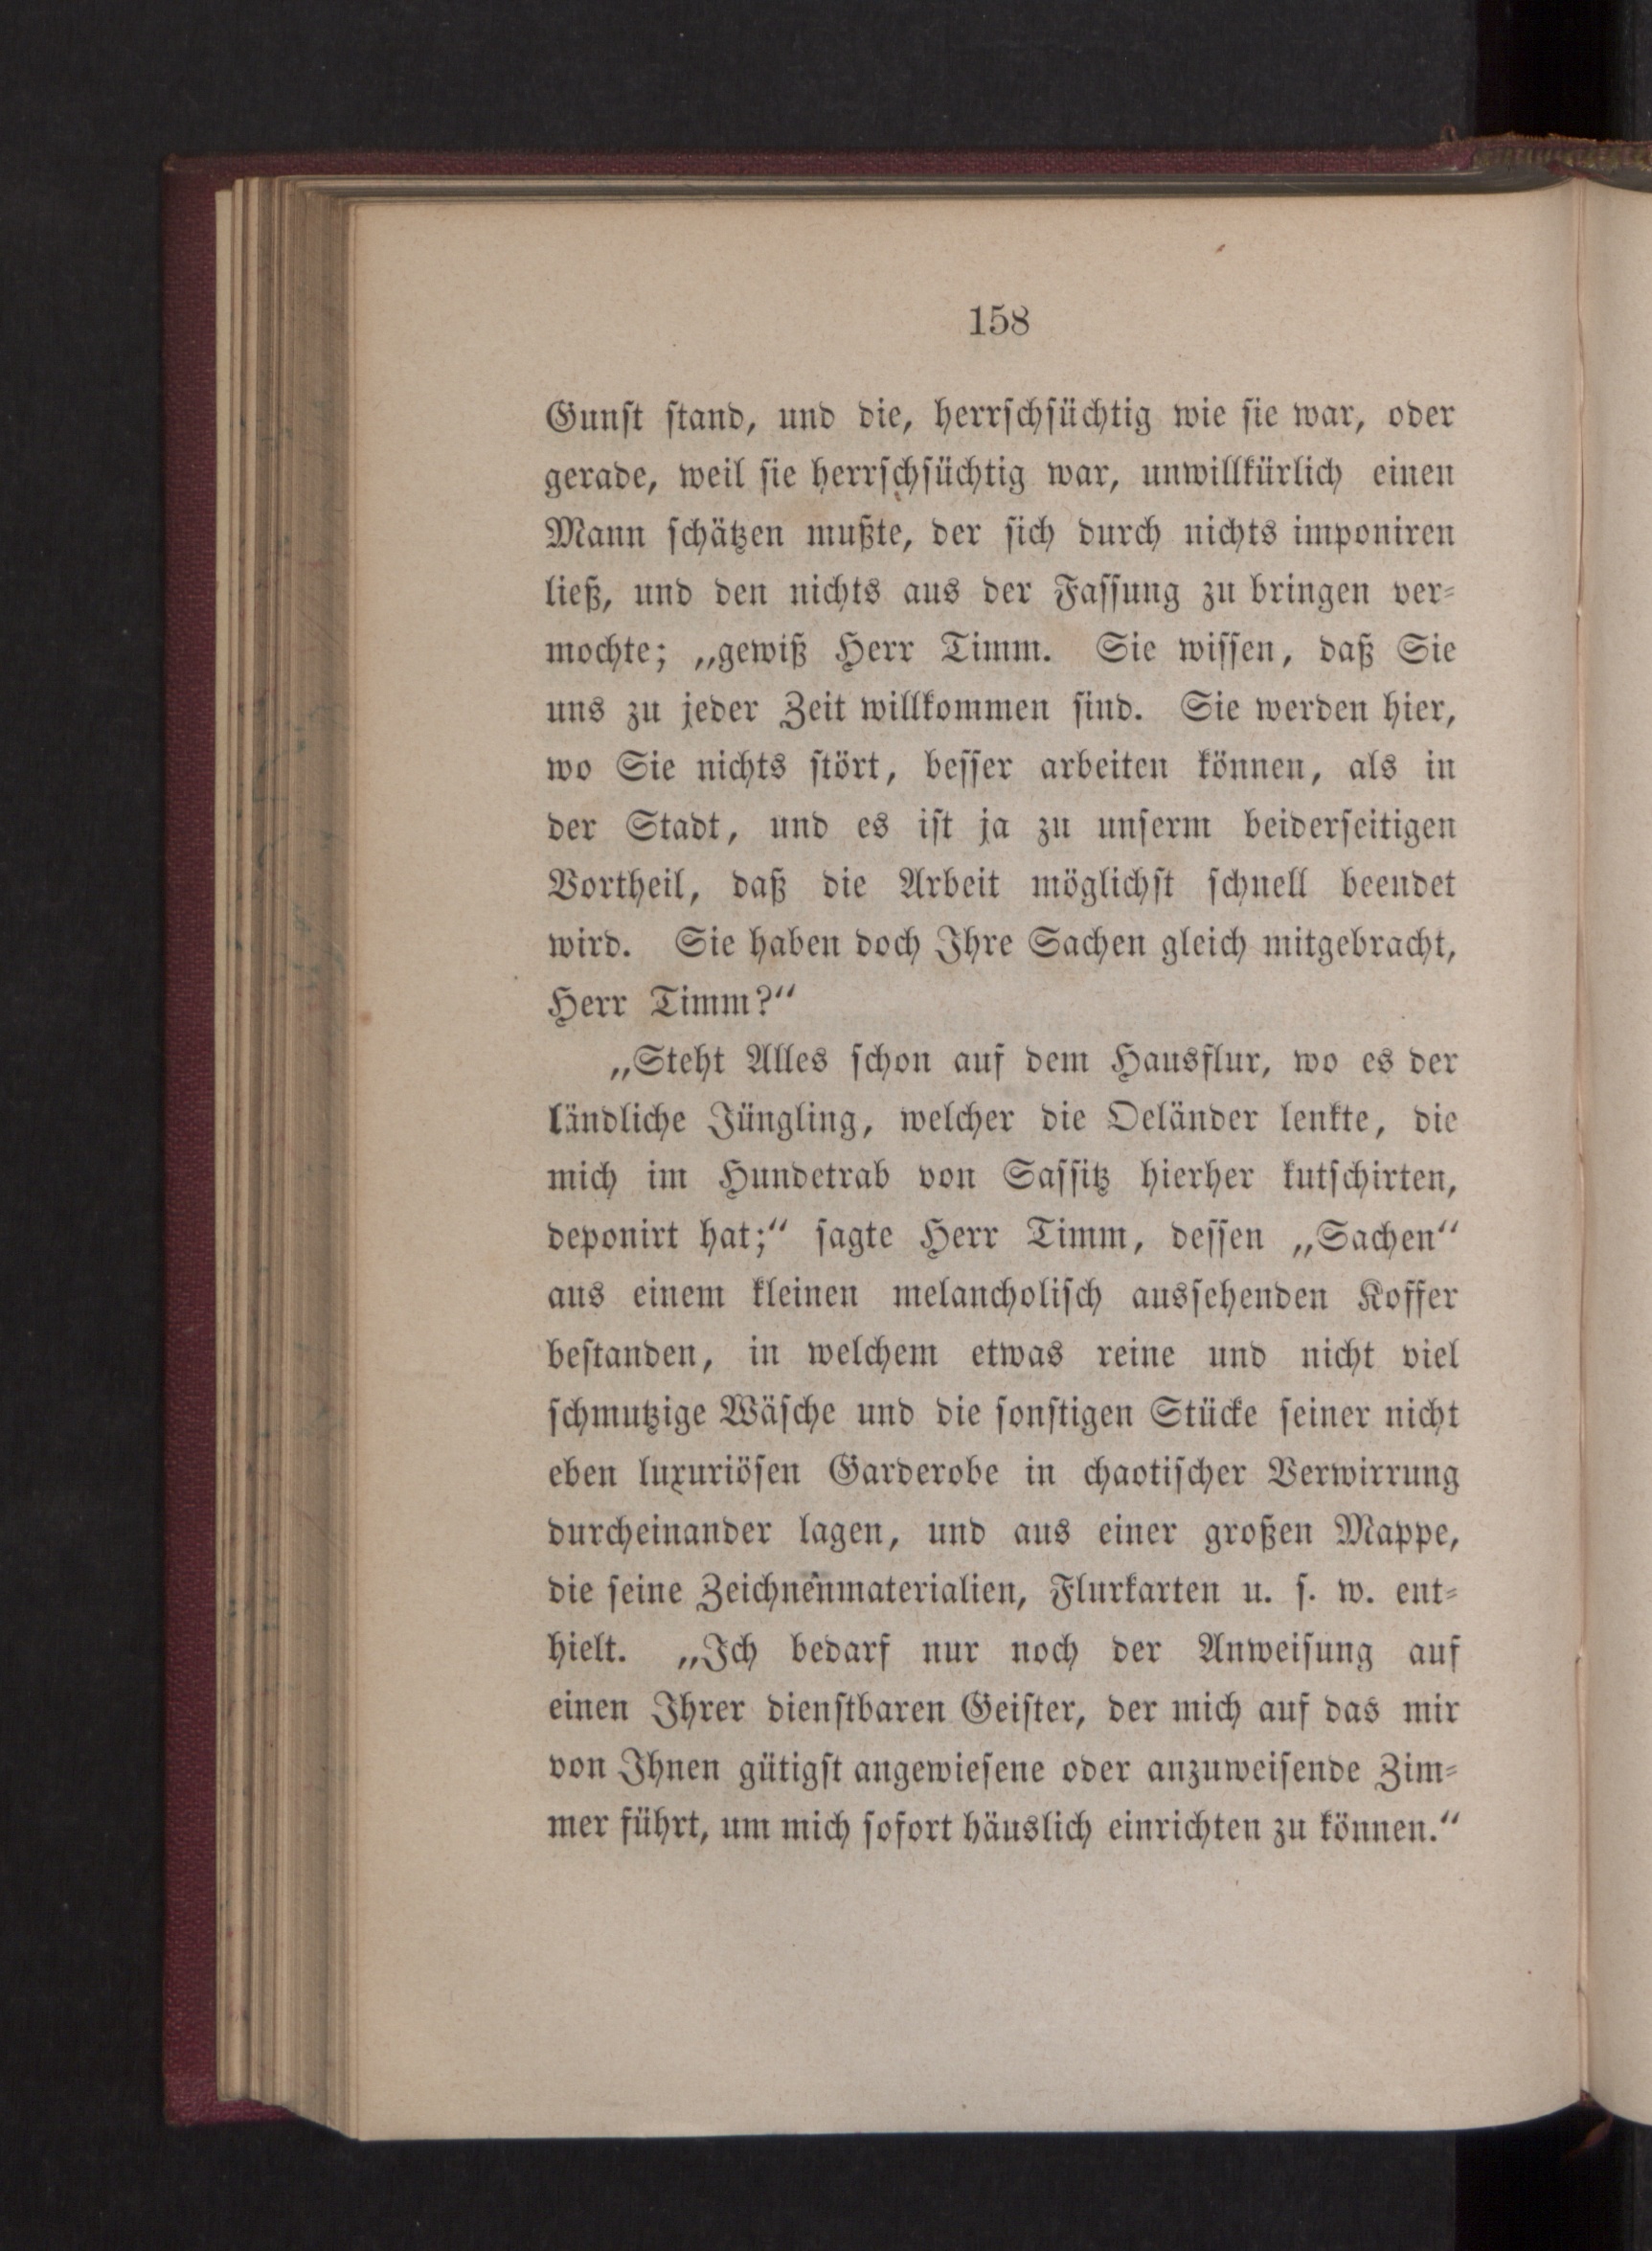 158
Gunst stand, und die, herrschsüchtig wie sie war, oder
gerade, weil sie herrschsüchtig war, unwillkürlich einen
Mann schätzen mußte, der sich durch nichts imponiren
ließ, und den nichts aus der Fassung zu bringen ver-
mochte; „gewiß Herr Timm. Sie wissen, daß Sie
uns zu jeder Zeit willkommen sind. Sie werden hier,
wo Sie nichts stört, besser arbeiten können, als in
der Stadt, und es ist ja zu unserm beiderseitigen
Vortheil, daß die Arbeit möglichst schnell beendet
wird. Sie haben doch Ihre Sachen gleich mitgebracht,
Herr Timm?“
„Steht Alles schon auf dem Hausflur, wo es der
ländliche Jüngling, welcher die Oeländer lenkte, die
mich im Hundetrab von Sassitz hierher kutschirten,
deponirt hat;“ sagte Herr Timm, dessen „Sachen“
aus einem kleinen melancholisch aussehenden Koffer
bestanden, in welchem etwas reine und nicht viel
schmutzige Wäsche und die sonstigen Stücke seiner nicht
eben luxuriösen Garderobe in chaotischer Verwirrung
durcheinander lagen, und aus einer großen Mappe,
die seine Zeichnenmaterialien, Flurkarten u. s. w. ent-
hielt. „Ich bedarf nur noch der Anweisung auf
einen Ihrer dienstbaren Geister, der mich auf das mir
von Ihnen gütigst angewiesene oder anzuweisende Zim-
mer führt, um mich sofort häuslich einrichten zu können.“